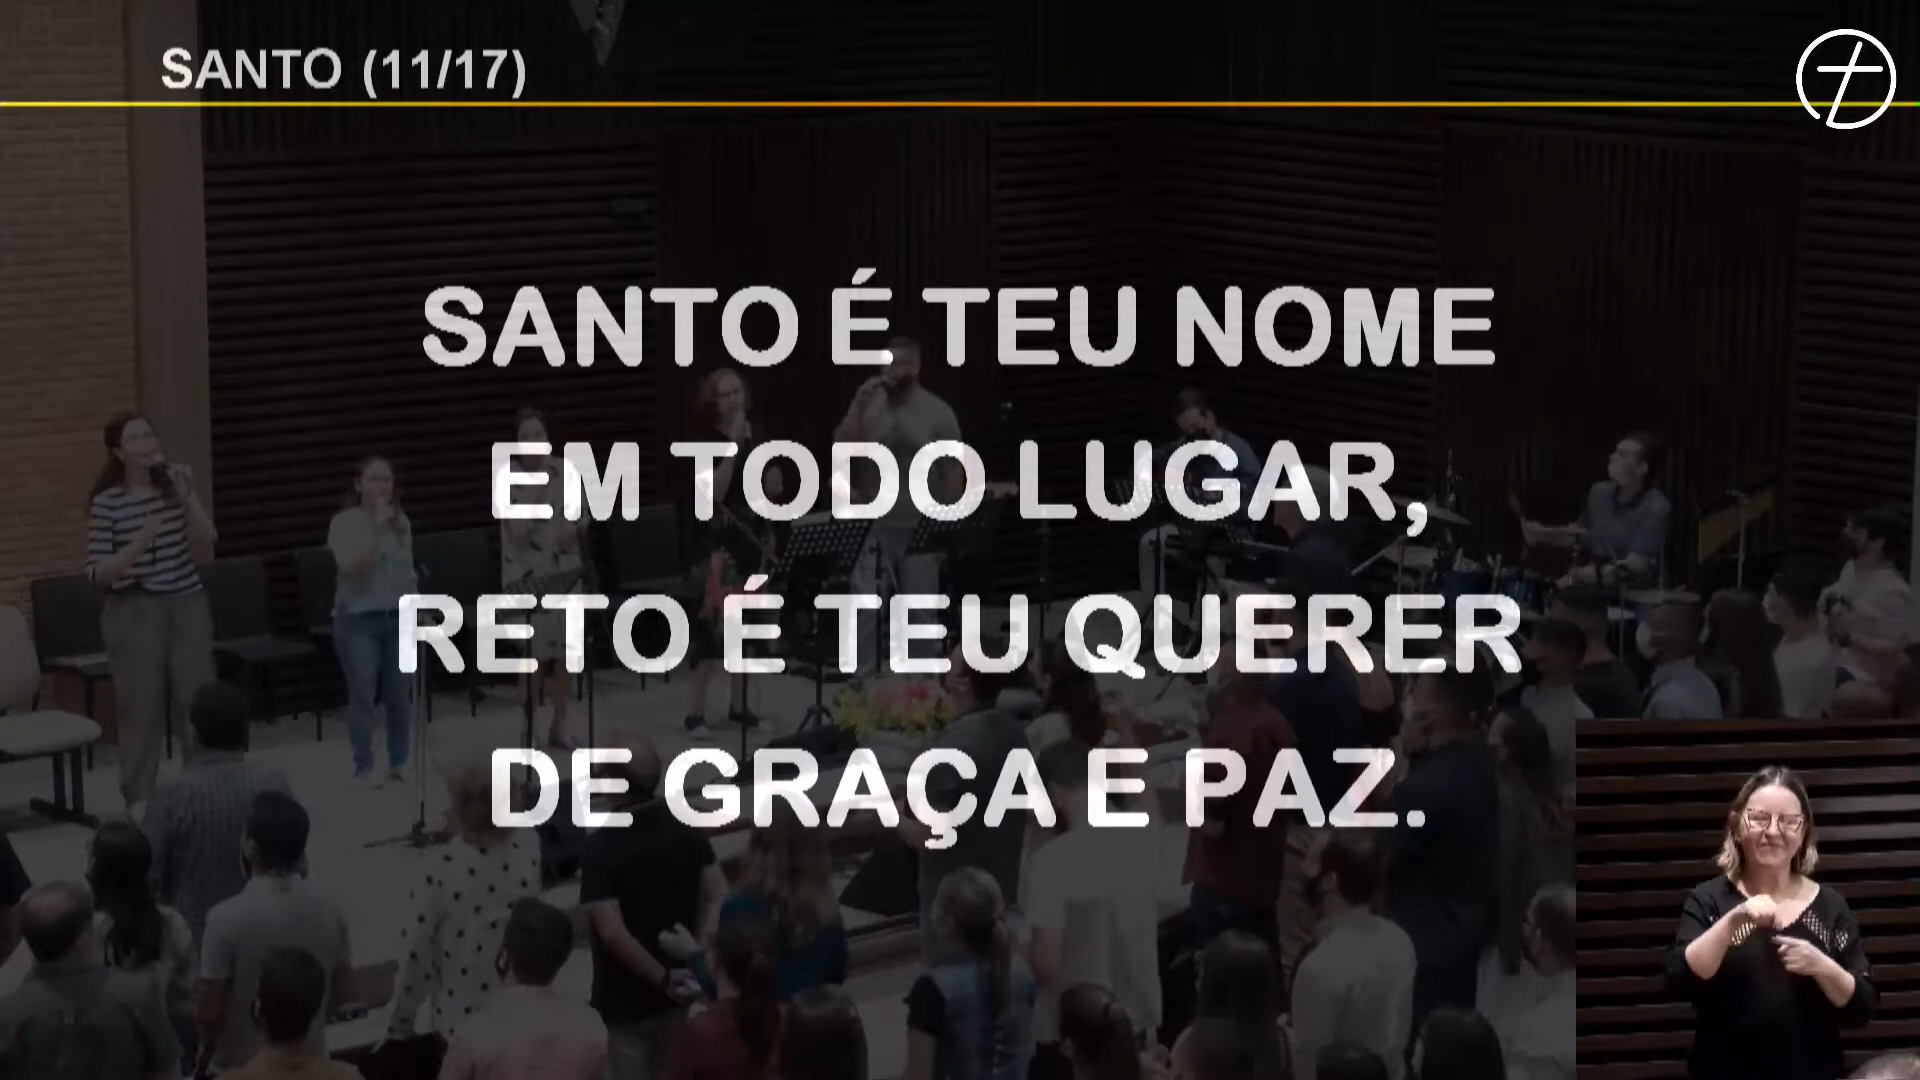 SANTO (11/17)
SANTO É TEU NOME
EM TODO LUGAR,
RETO É TEU QUERER
DE GRAÇA E PAZ.